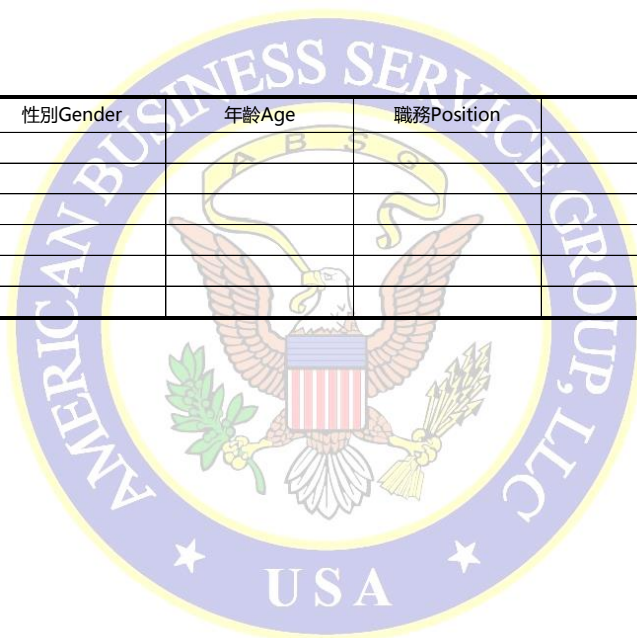 AMERICAN BUSINESS SERVICE GROUP, LLC
性別Gender 年齡Age 職務Position
A B S G
USA